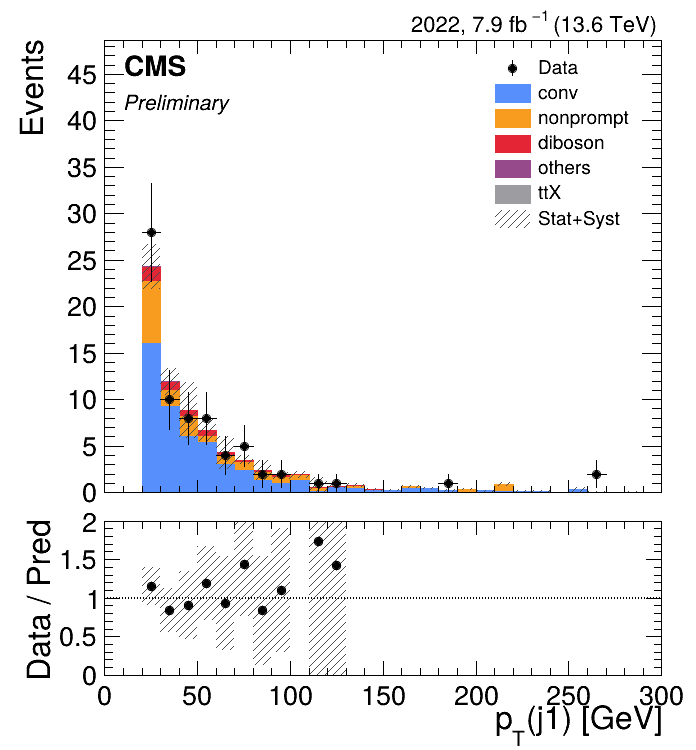 2022, 7.9 fb⁻¹ (13.6 TeV)
CMS
Preliminary
Events
45
40
35
30
25
20
15
10
5
0
Data
conv
nonprompt
diboson
others
ttX
Stat+Syst
Data / Pred
2
1.5
1
0.5
0
0
50
100
150
200
250
300
p_T(j1) [GeV]